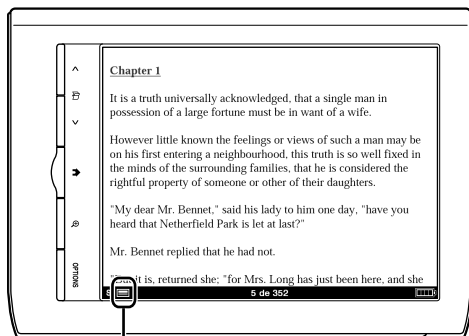 Chapter 1
It is a truth universally acknowledged, that a single man in
possession of a large fortune must be in want of a wife.
However little known the feelings or views of such a man may be
on his first entering a neighbourhood, this truth is so well fixed in
the minds of the surrounding families, that he is considered the
rightful property of someone or other of their daughters.
"My dear Mr. Bennet," said his lady to him one day, "have you
heard that Netherfield Park is let at last?"
Mr. Bennet replied that he had not.
it is, returned she; "for Mrs. Long has just been here, and she
5 de 352
OPTIONS